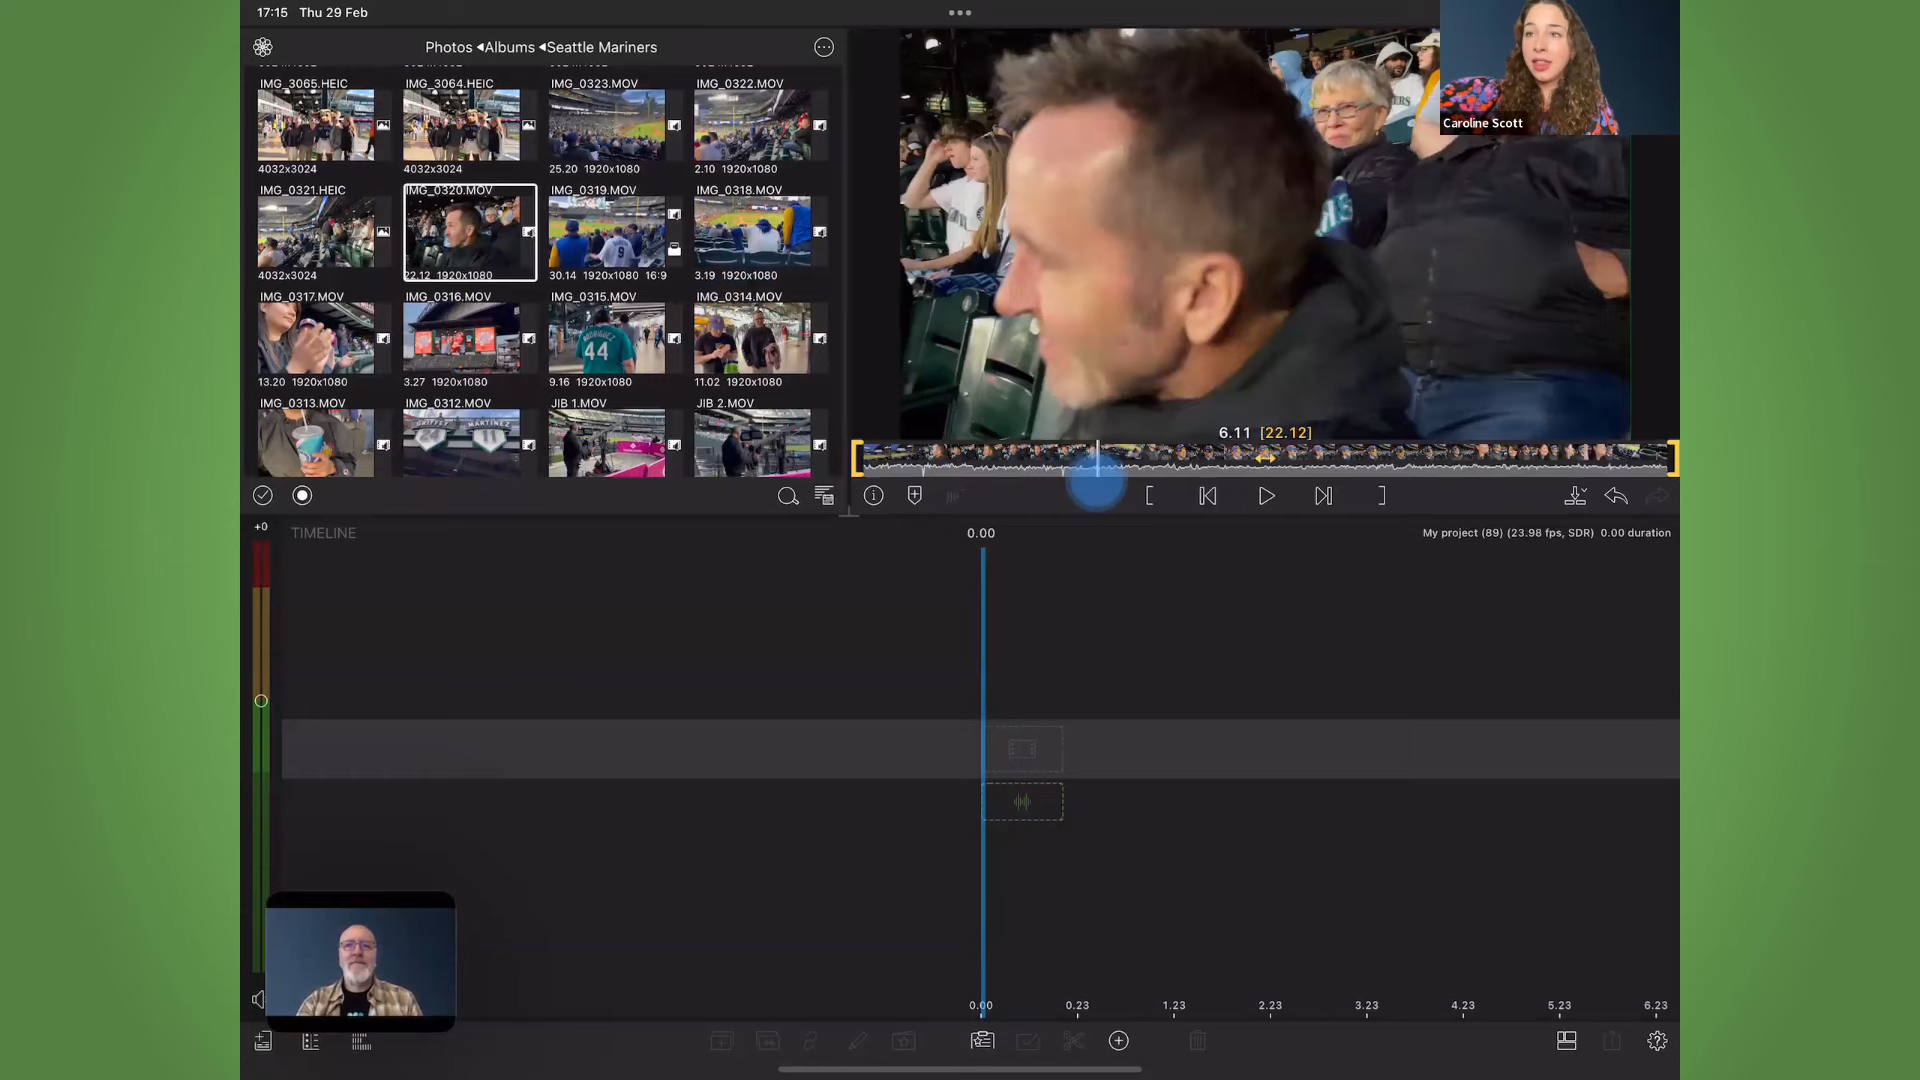 17:15 Thu 29 Feb
Photos Albums Seattle Mariners
IMG_3065.HEIC IMG_3064.HEIC IMG_0323.MOV IMG_0322.MOV
4032x3024 4032x3024 25.20 1920x1080 2.10 1920x1080
IMG_0321.HEIC IMG_0320.MOV IMG_0319.MOV IMG_0318.MOV
4032x3024 22.12 1920x1080 30.14 1920x1080 16:9 3.19 1920x1080
IMG_0317.MOV IMG_0316.MOV IMG_0315.MOV IMG_0314.MOV
RODRIGUEZ
44
13.20 1920x1080 3.27 1920x1080 9.16 1920x1080 11.02 1920x1080
IMG_0313.MOV IMG_0312.MOV JIB 1.MOV JIB 2.MOV
GRIFFEY MARTINEZ
24 11
Caroline Scott
6.11 [22.12]
+0
TIMELINE
0.00
My project (89) (23.98 fps, SDR) 0.00 duration
0.00 0.23 1.23 2.23 3.23 4.23 5.23 6.23